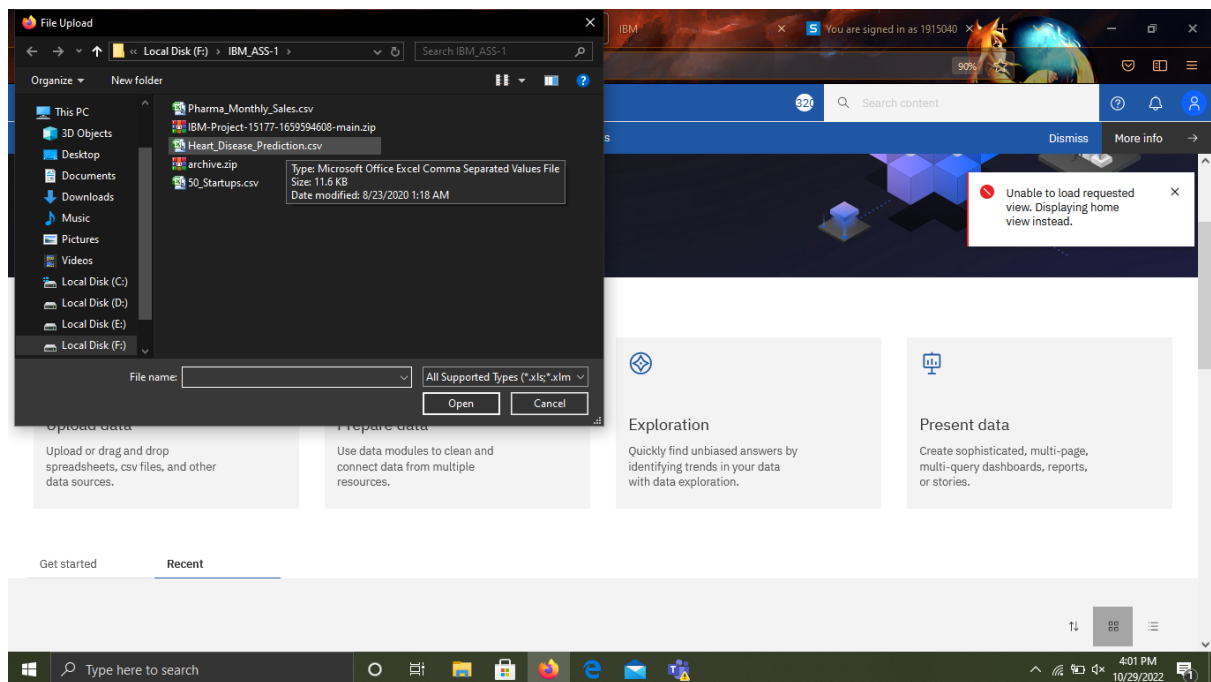 File Upload
IBM
You are signed in as 1915040
Local Disk (F:) › IBM_ASS-1 ›
Search IBM_ASS-1
90%
Organize
New folder
320
Search content
Dismiss
More info
This PC
3D Objects
Desktop
Documents
Downloads
Music
Pictures
Videos
Local Disk (C:)
Local Disk (D:)
Local Disk (E:)
Local Disk (F:)
Pharma_Monthly_Sales.csv
IBM-Project-15177-1659594608-main.zip
Heart_Disease_Prediction.csv
archive.zip
50_Startups.csv
Type: Microsoft Office Excel Comma Separated Values File
Size: 11.6 KB
Date modified: 8/23/2020 1:18 AM
Unable to load requested
view. Displaying home
view instead.
File name:
All Supported Types (*.xls;*.xlm
Open
Cancel
Upload data
Upload or drag and drop
spreadsheets, csv files, and other
data sources.
Prepare data
Use data modules to clean and
connect data from multiple
resources.
Exploration
Quickly find unbiased answers by
identifying trends in your data
with data exploration.
Present data
Create sophisticated, multi-page,
multi-query dashboards, reports,
or stories.
Get started
Recent
Type here to search
4:01 PM
10/29/2022
1